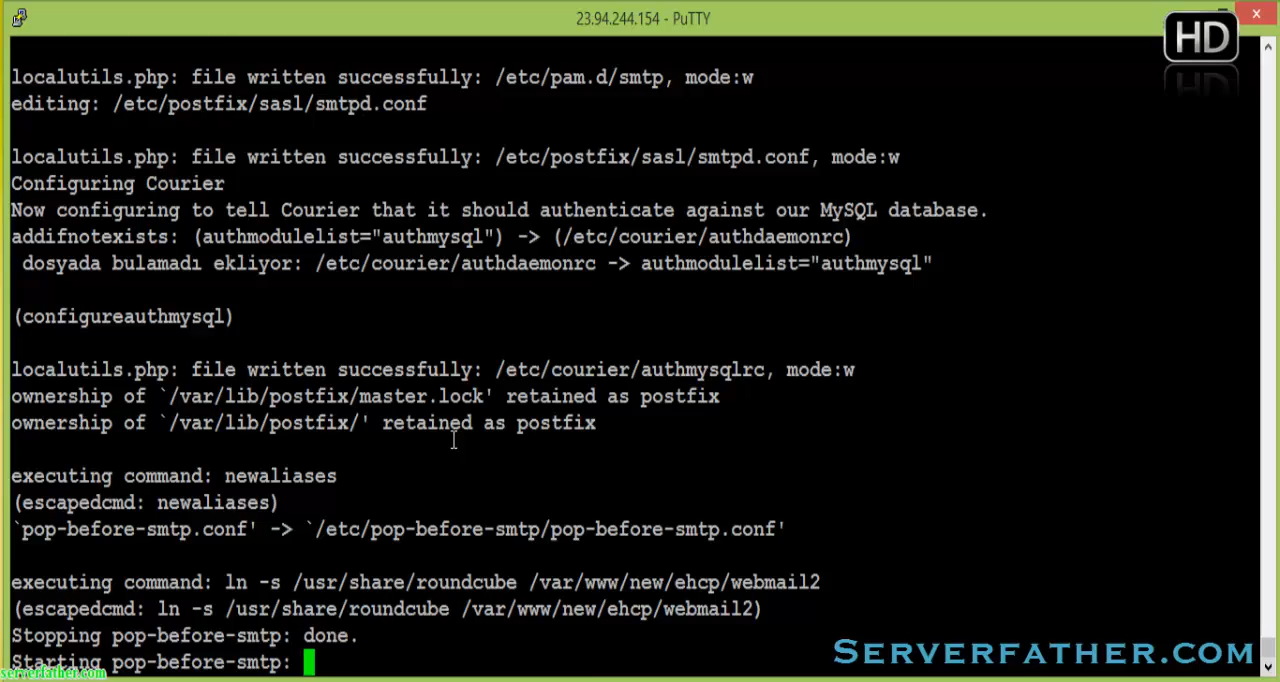 23.94.244.154 - PuTTY
HD
localutils.php: file written successfully: /etc/pam.d/smtp, mode:w
editing: /etc/postfix/sasl/smtpd.conf
localutils.php: file written successfully: /etc/postfix/sasl/smtpd.conf, mode:w
Configuring Courier
Now configuring to tell Courier that it should authenticate against our MySQL database.
addifnotexists: (authmodulelist="authmysql") -> (/etc/courier/authdaemonrc)
dosyada bulamadı ekliyor: /etc/courier/authdaemonrc -> authmodulelist="authmysql"
(configureauthmysql)
localutils.php: file written successfully: /etc/courier/authmysqlrc, mode:w
ownership of `/var/lib/postfix/master.lock' retained as postfix
ownership of `/var/lib/postfix/' retained as postfix
executing command: newaliases
(escapedcmd: newaliases)
`pop-before-smtp.conf' -> `/etc/pop-before-smtp/pop-before-smtp.conf'
executing command: ln -s /usr/share/roundcube /var/www/new/ehcp/webmail2
(escapedcmd: ln -s /usr/share/roundcube /var/www/new/ehcp/webmail2)
Stopping pop-before-smtp: done.
Starting pop-before-smtp:
serverfather.com
SERVERFATHER.COM